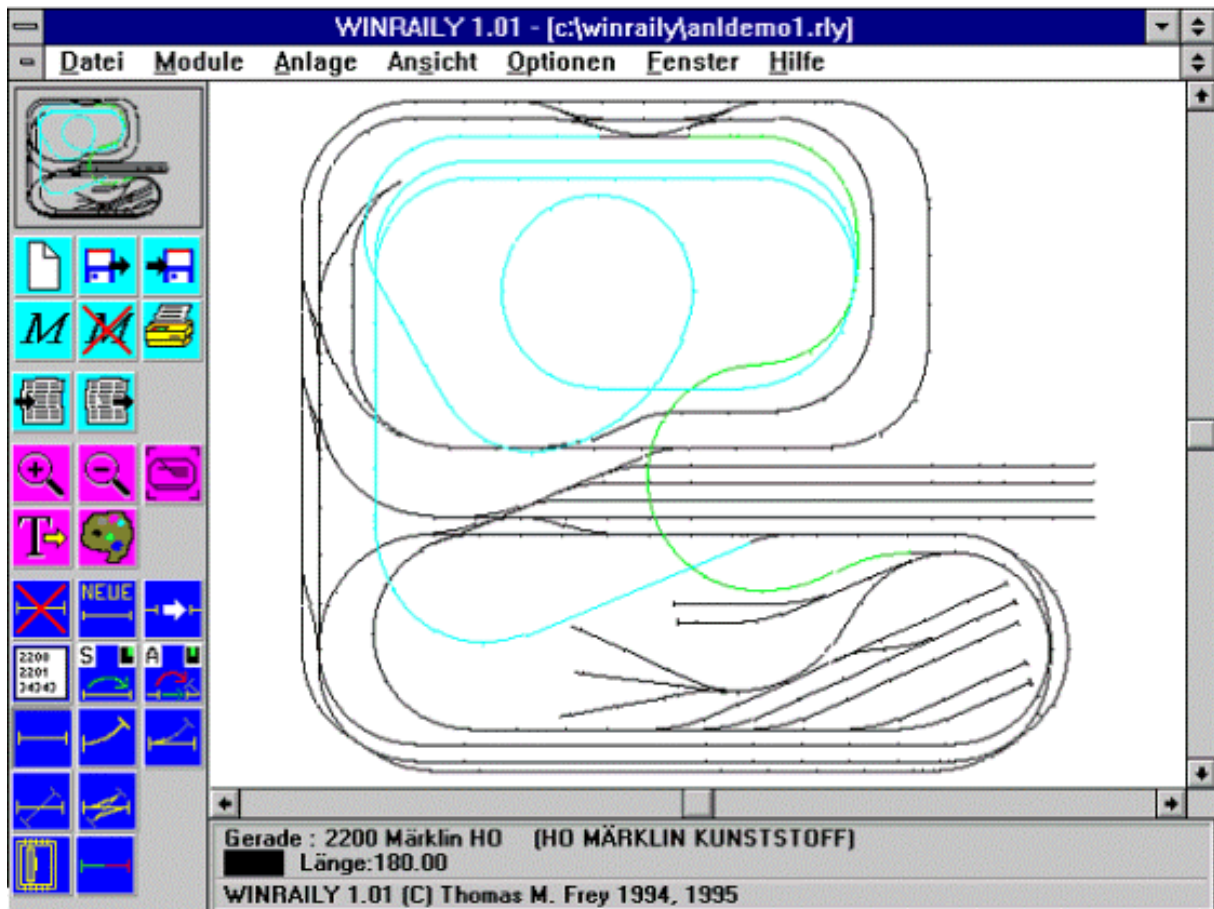 WINRAILY 1.01 - [c:\winraily\anldemo1.rly]
Datei Module Anlage Ansicht Optionen Fenster Hilfe
M M
T
NEUE
2200
2201
34343
S A
Gerade : 2200 Märklin HO (HO MÄRKLIN KUNSTSTOFF)
Länge:180.00
WINRAILY 1.01 (C) Thomas M. Frey 1994, 1995